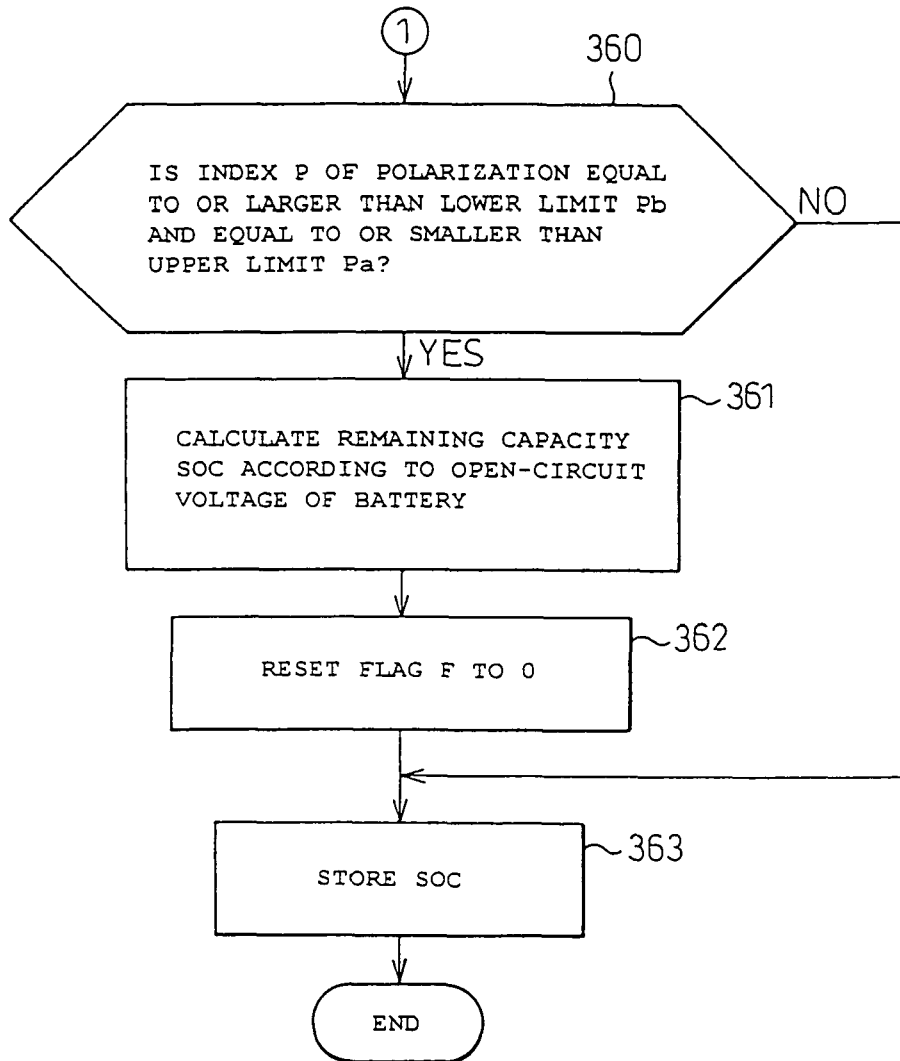 1
360
IS INDEX P OF POLARIZATION EQUAL
TO OR LARGER THAN LOWER LIMIT Pb
AND EQUAL TO OR SMALLER THAN
UPPER LIMIT Pa?
NO
YES
361
CALCULATE REMAINING CAPACITY
SOC ACCORDING TO OPEN-CIRCUIT
VOLTAGE OF BATTERY
362
RESET FLAG F TO 0
363
STORE SOC
END